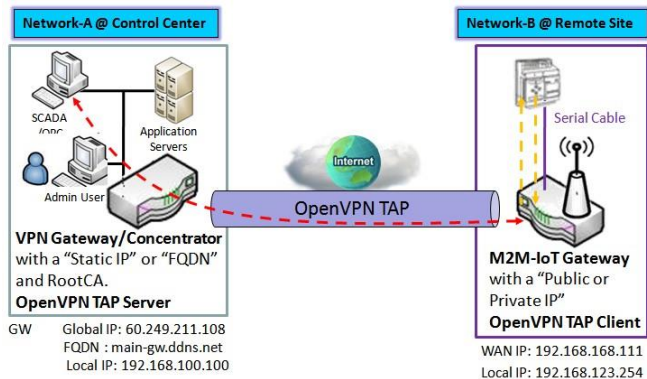 Network-A @ Control Center
Network-B @ Remote Site
SCADA
Application
Servers
Admin User
Internet
Serial Cable
OpenVPN TAP
VPN Gateway/Concentrator
with a “Static IP” or “FQDN”
and RootCA.
OpenVPN TAP Server
M2M-IoT Gateway
with a “Public or
Private IP”
OpenVPN TAP Client
GW Global IP: 60.249.211.108
FQDN : main-gw.ddns.net
Local IP: 192.168.100.100
WAN IP: 192.168.168.111
Local IP: 192.168.123.254